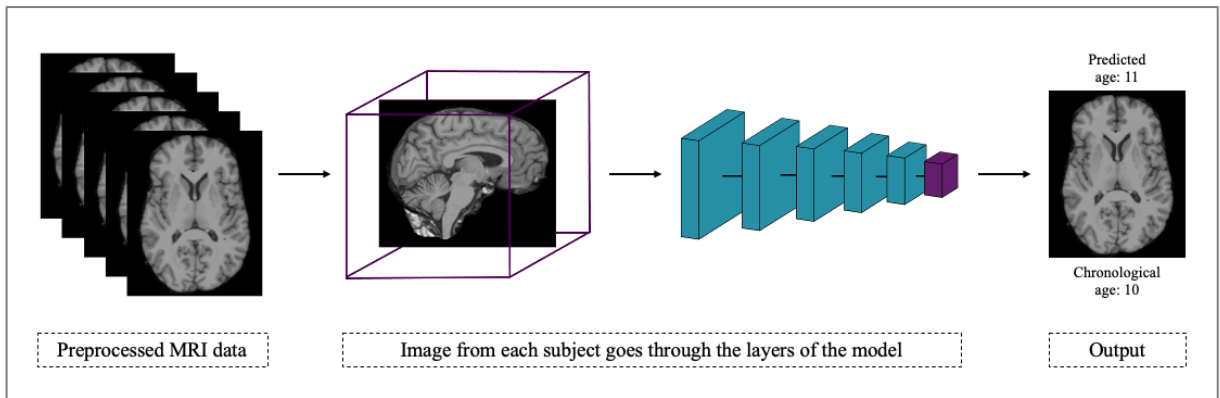 Predicted
age: 11
Chronological
age: 10
Preprocessed MRI data
Image from each subject goes through the layers of the model
Output